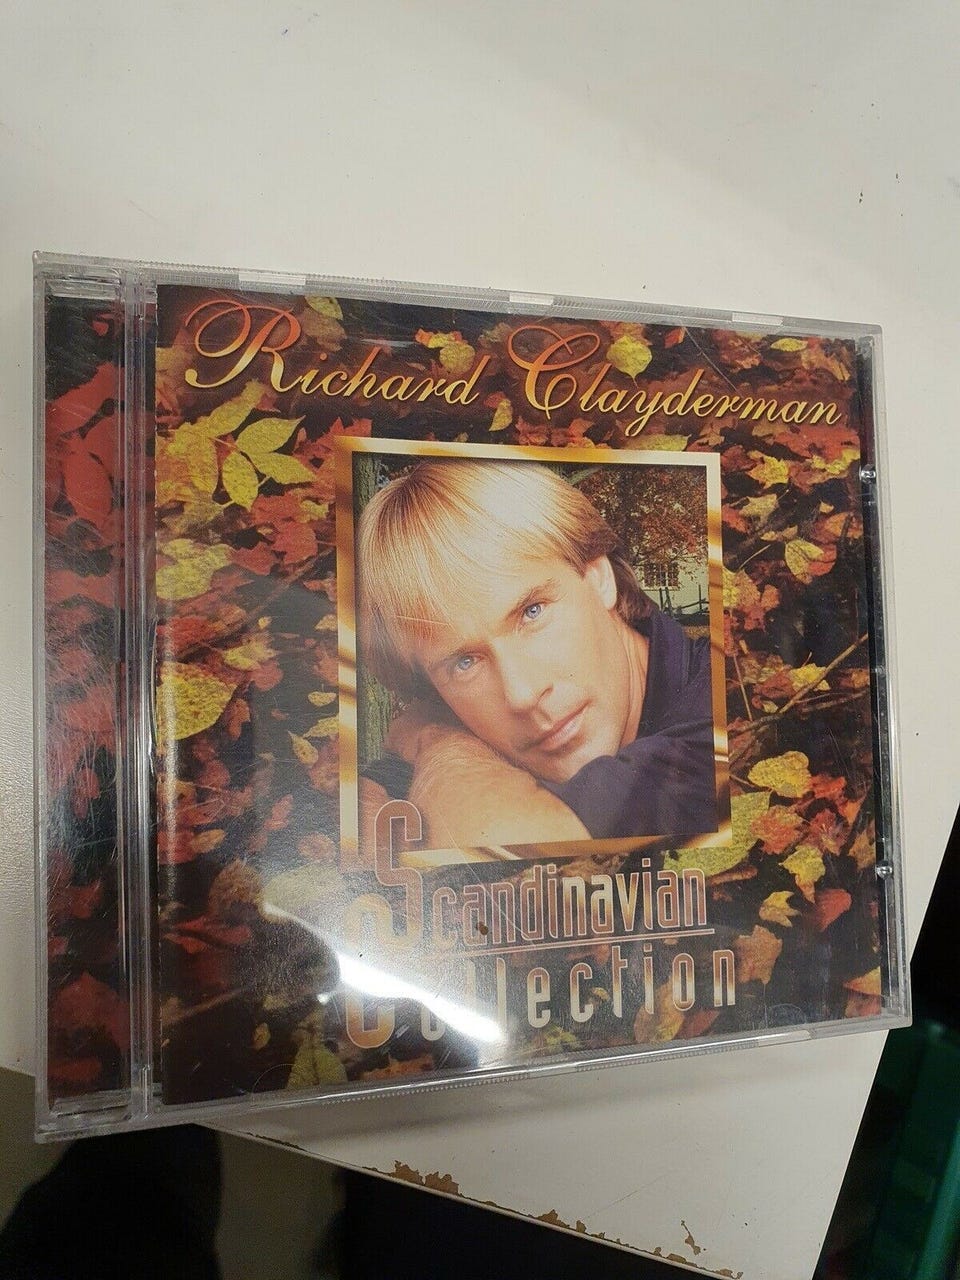 Richard Clayderman
Scandinavian
Collection